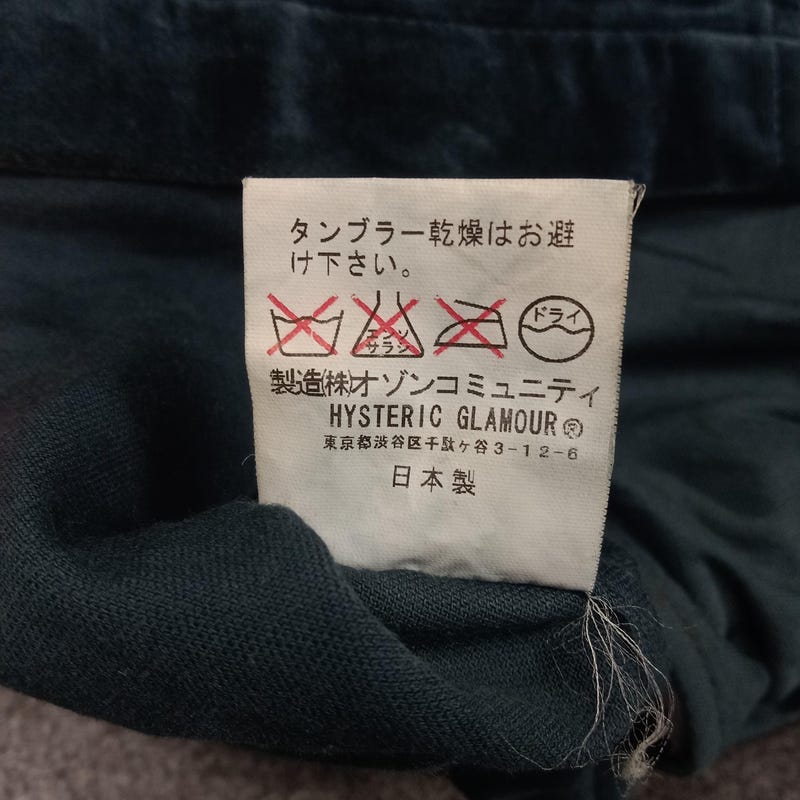 タンブラー乾燥はお避
け下さい。
エンソ
サラシ
ドライ
製造(株)オゾンコミュニティ
HYSTERIC GLAMOUR®
東京都渋谷区千駄ヶ谷3-12-6
日本製